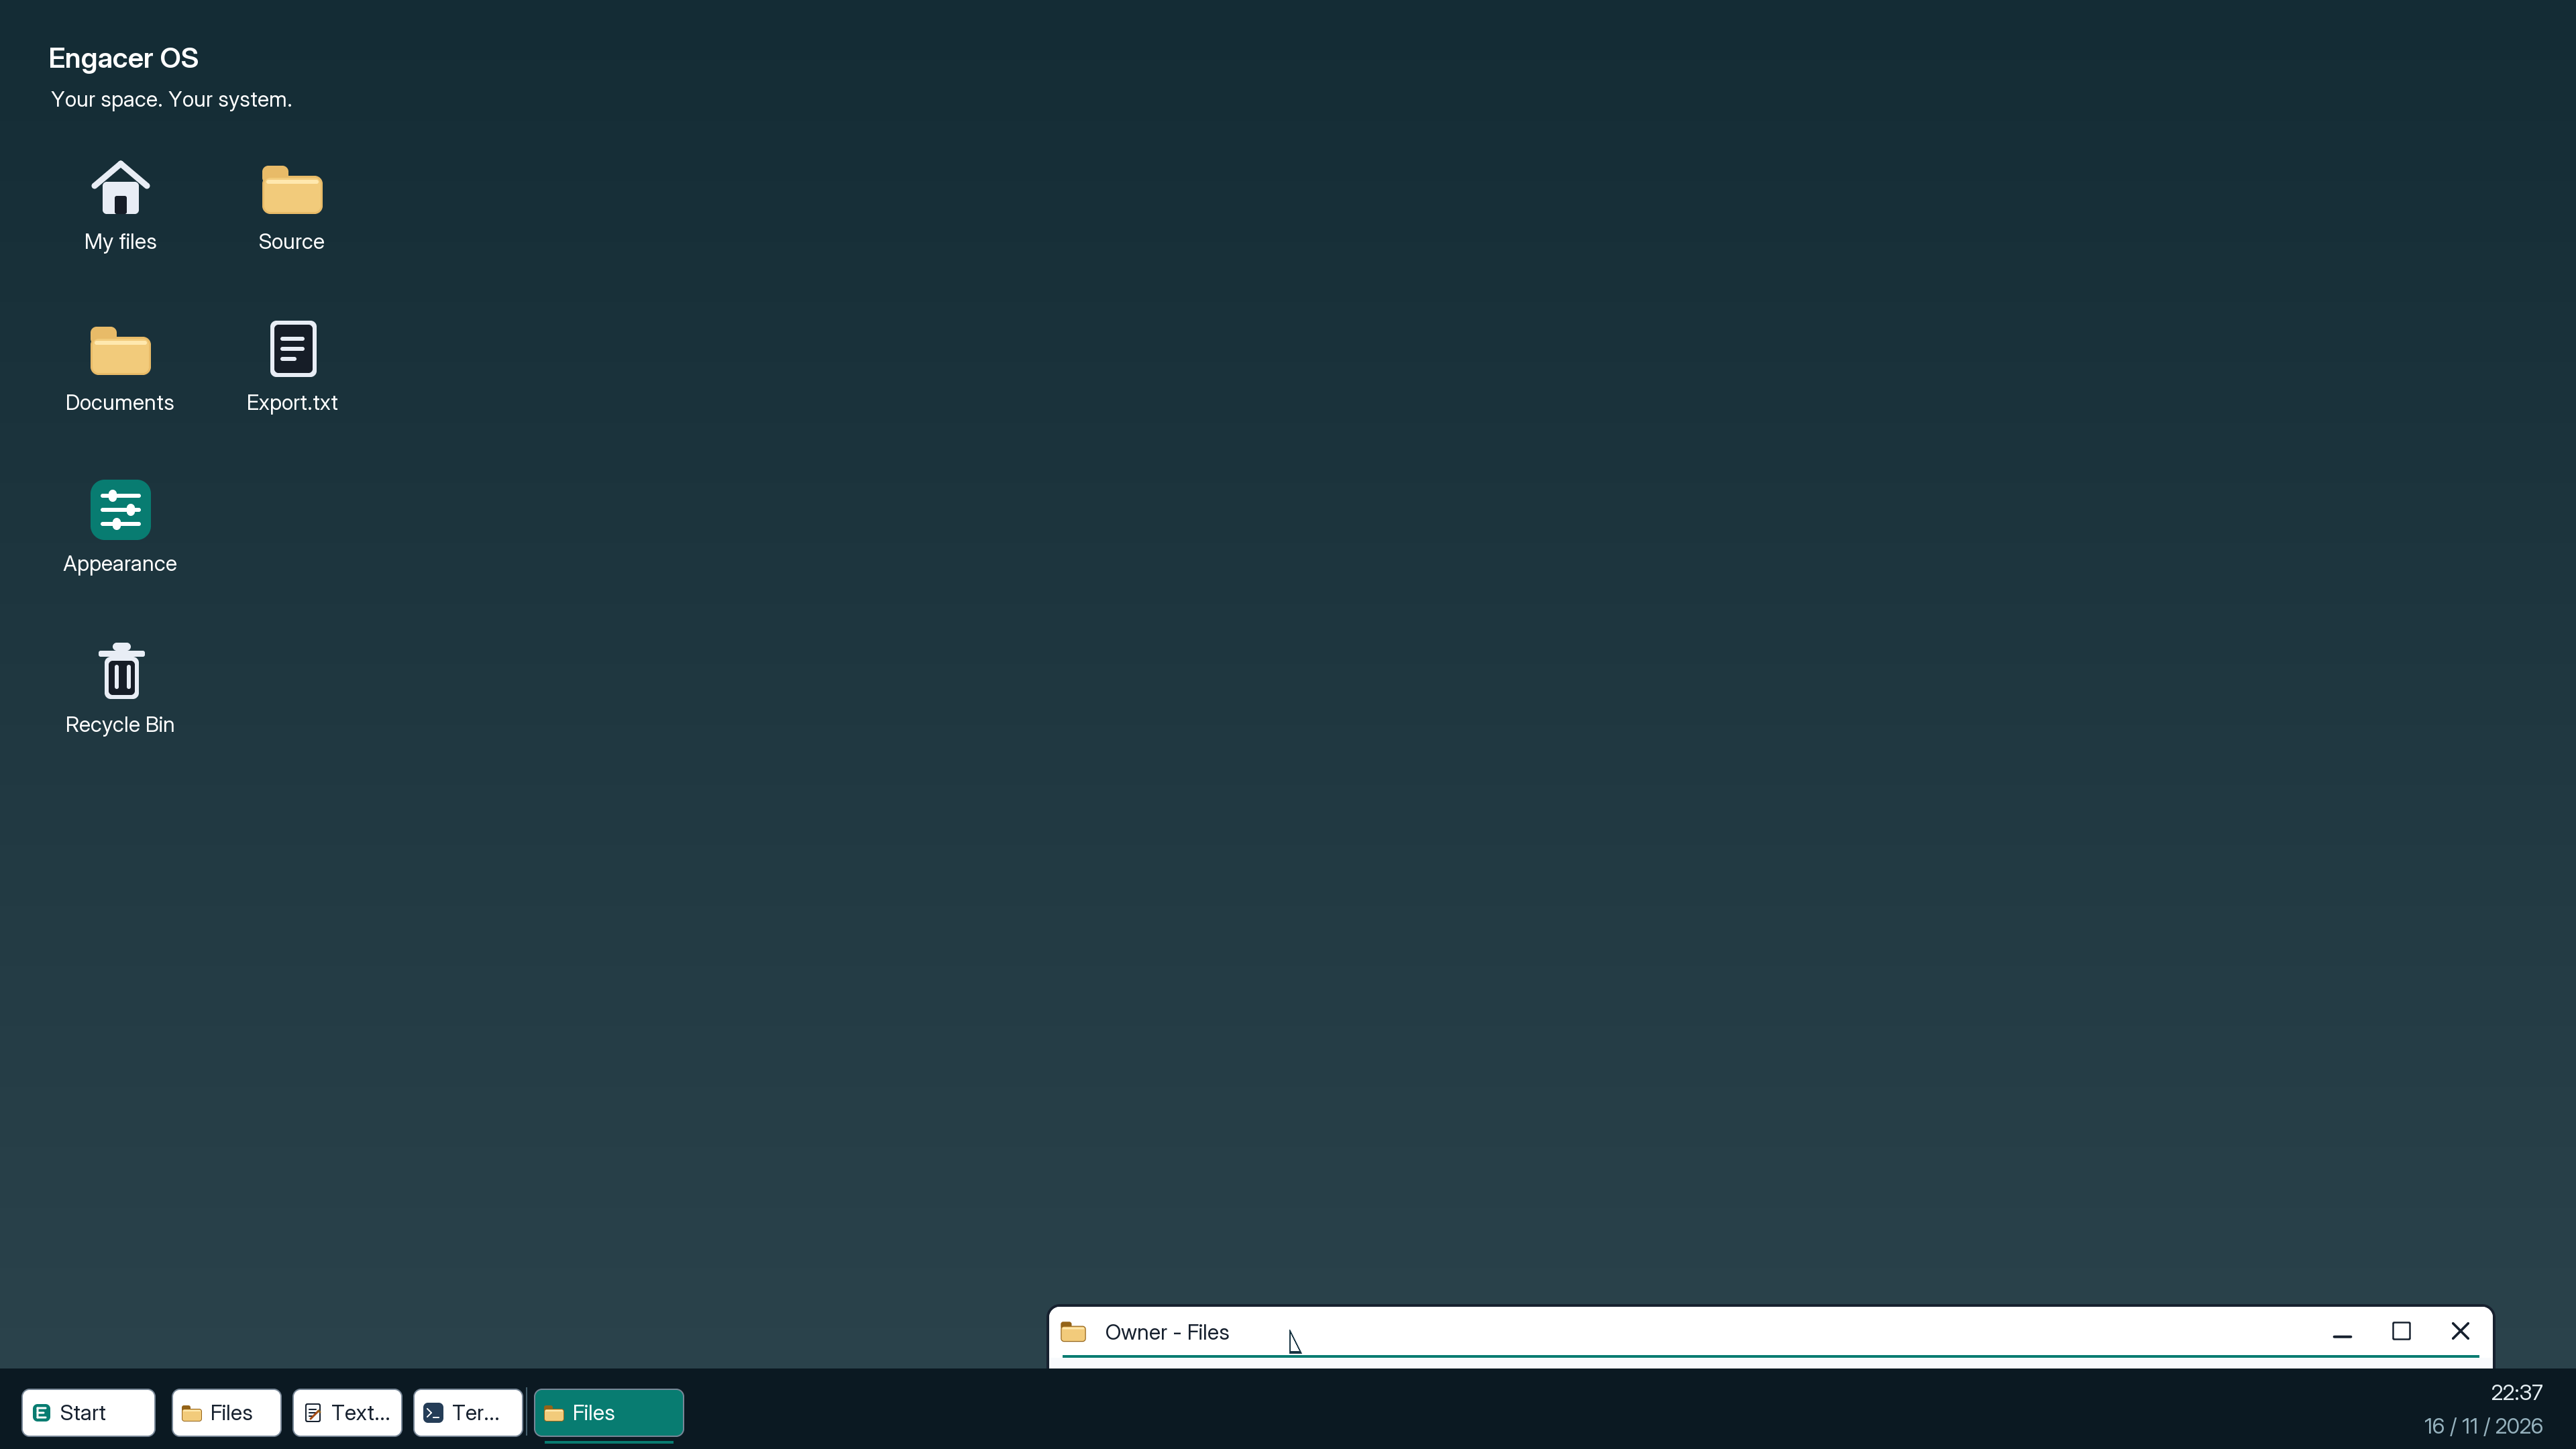 Engacer OS
Your space. Your system.
My files
Source
Documents
Export.txt
Appearance
Recycle Bin
Owner - Files
Start
Files
Text...
Ter...
Files
22:37
16 / 11 / 2026